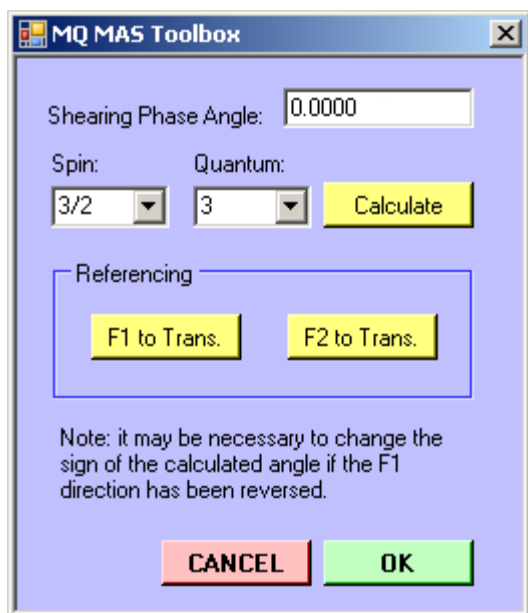 MQ MAS Toolbox
Shearing Phase Angle: 0.0000
Spin: Quantum:
3/2 3 Calculate
Referencing
F1 to Trans. F2 to Trans.
Note: it may be necessary to change the
sign of the calculated angle if the F1
direction has been reversed.
CANCEL OK